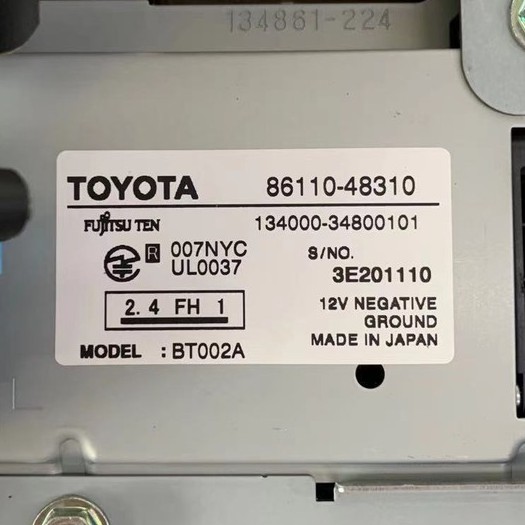 134861-224
TOYOTA 86110-48310
FUJITSU TEN 134000-34800101
R 007NYC S/NO.
UL0037 3E201110
2.4 FH 1 12V NEGATIVE
GROUND
MODEL : BT002A MADE IN JAPAN